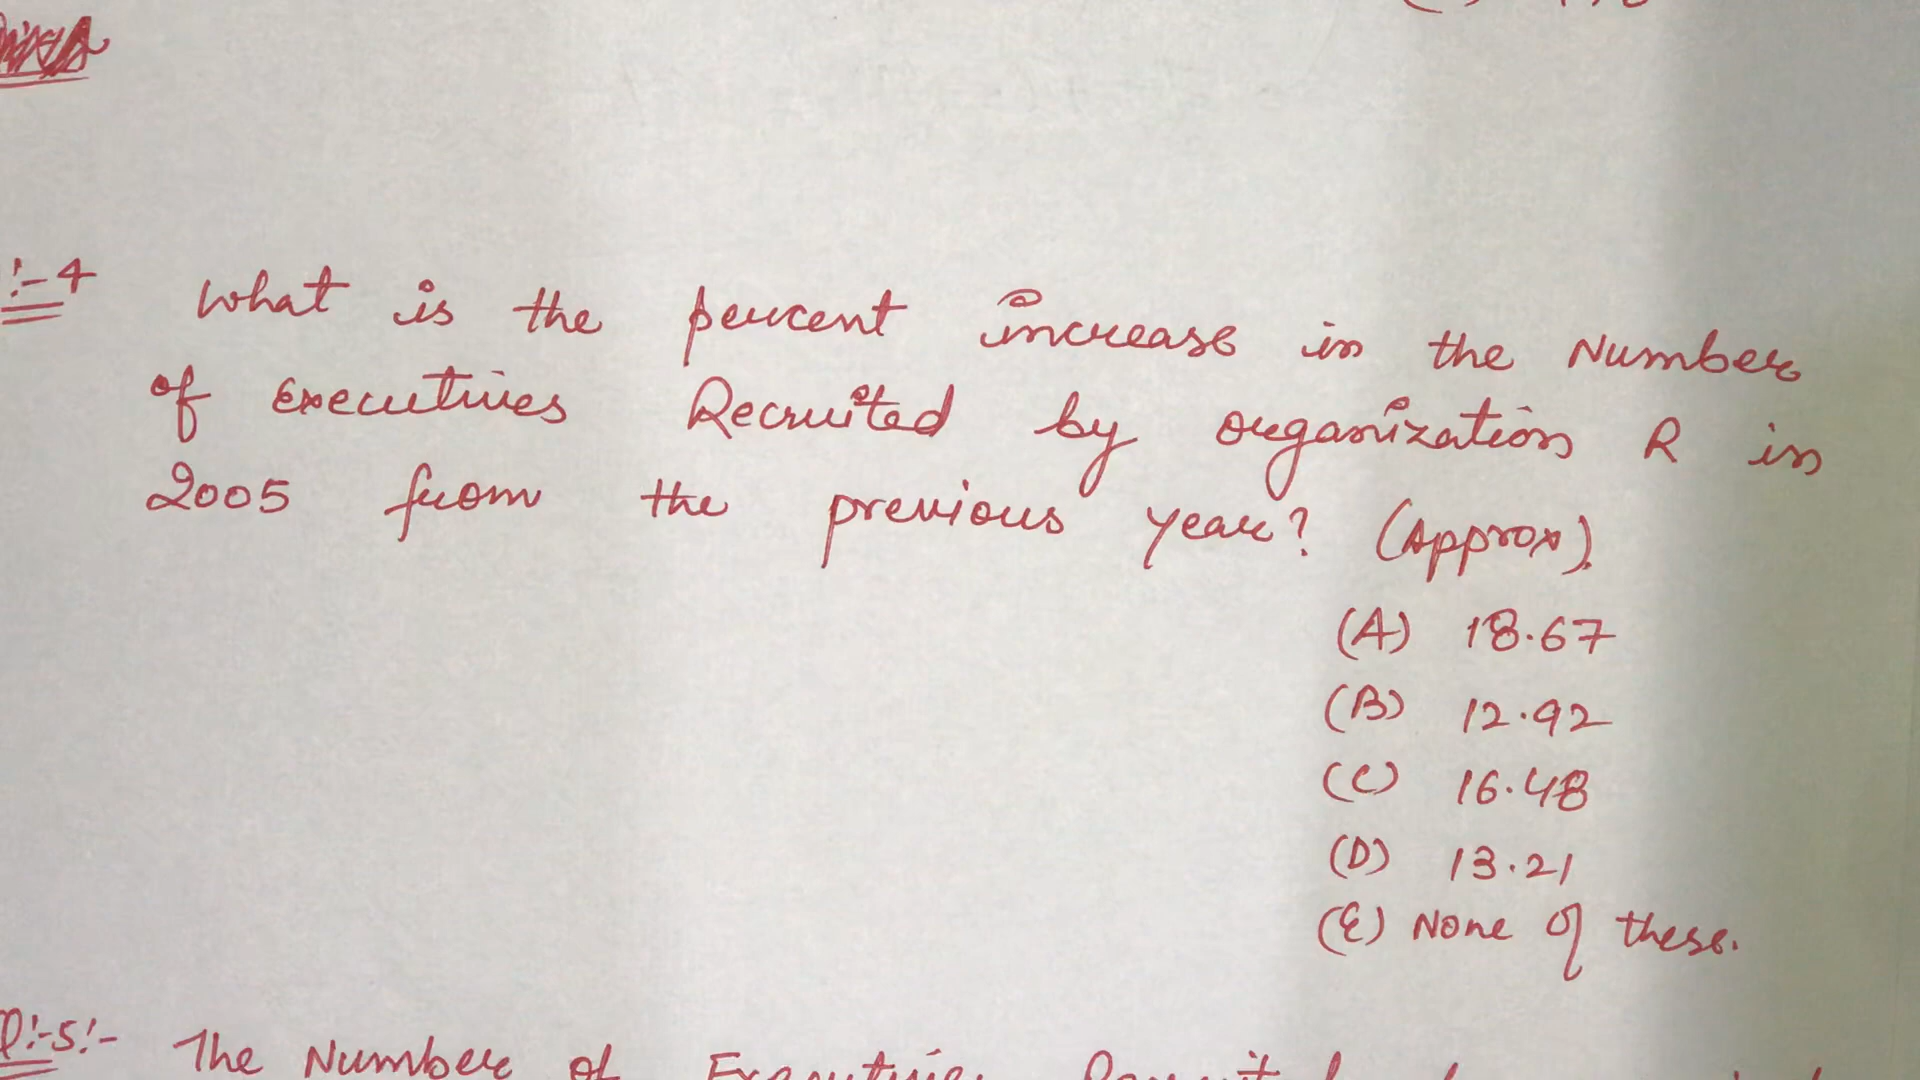 !-4 What is the percent increase in the Number
of Executives Recruited by organization R in
2005 from the previous year? (Approx).
(A) 18.67
(B) 12.92
(C) 16.48
(D) 13.21
(E) None of these.
Q!-5!- The Number of Executive